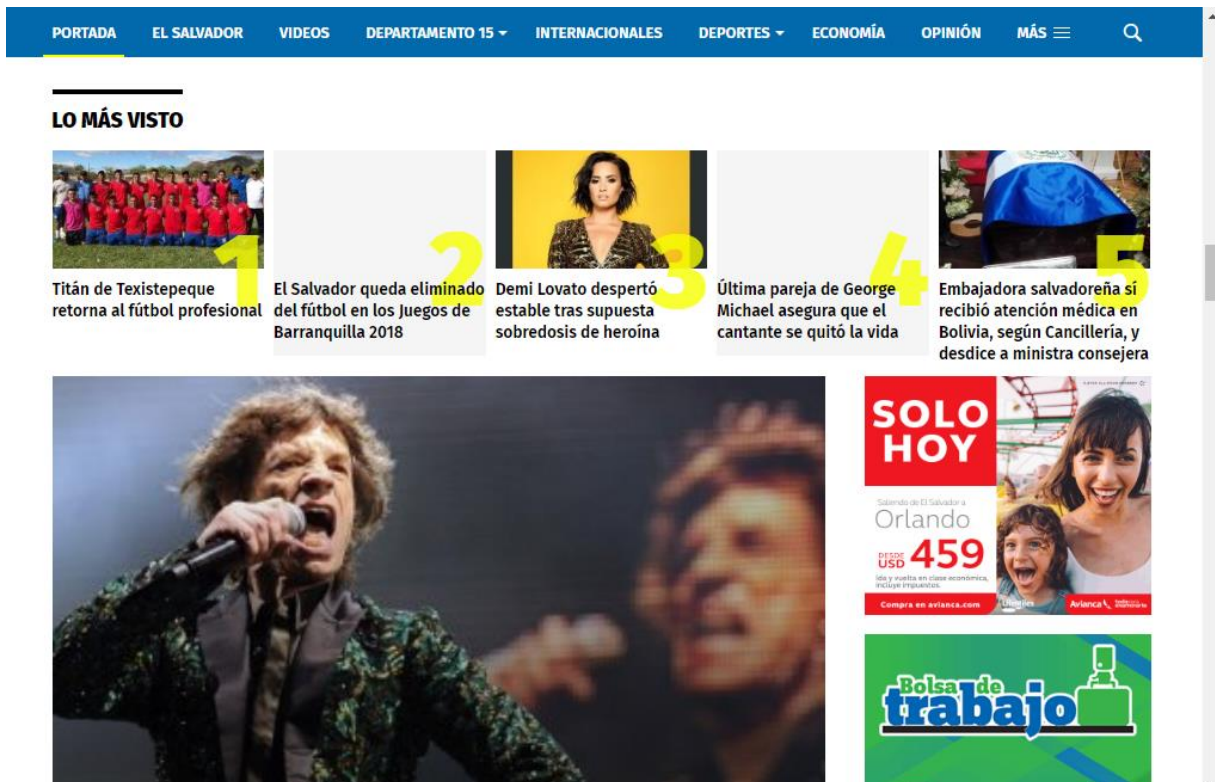 PORTADA EL SALVADOR VIDEOS DEPARTAMENTO 15 INTERNACIONALES DEPORTES ECONOMÍA OPINIÓN MÁS
LO MÁS VISTO
1
Titán de Texistepeque
retorna al fútbol profesional
2
El Salvador queda eliminado
del fútbol en los Juegos de
Barranquilla 2018
3
Demi Lovato despertó
estable tras supuesta
sobredosis de heroína
4
Última pareja de George
Michael asegura que el
cantante se quitó la vida
5
Embajadora salvadoreña sí
recibió atención médica en
Bolivia, según Cancillería, y
desdice a ministra consejera
SOLO
HOY
Saliendo de El Salvador a
Orlando
DESDE
USD 459
Ida y vuelta en clase económica,
incluye impuestos.
Compra en avianca.com
Avianca
Bolsa de
trabajo